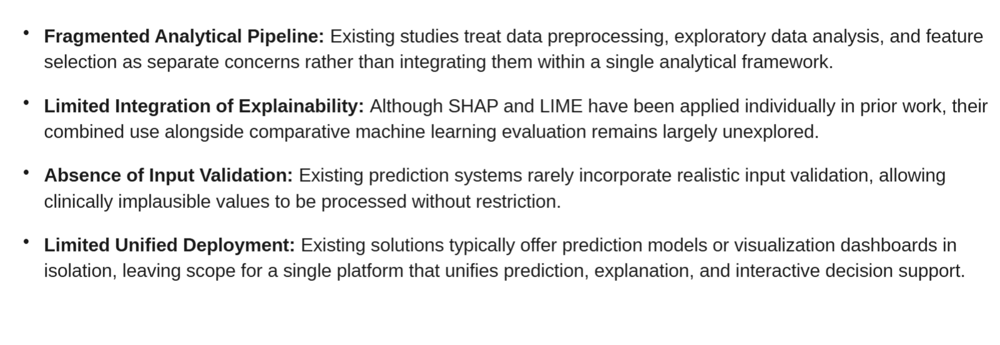 • Fragmented Analytical Pipeline: Existing studies treat data preprocessing, exploratory data analysis, and feature
selection as separate concerns rather than integrating them within a single analytical framework.
• Limited Integration of Explainability: Although SHAP and LIME have been applied individually in prior work, their
combined use alongside comparative machine learning evaluation remains largely unexplored.
• Absence of Input Validation: Existing prediction systems rarely incorporate realistic input validation, allowing
clinically implausible values to be processed without restriction.
• Limited Unified Deployment: Existing solutions typically offer prediction models or visualization dashboards in
isolation, leaving scope for a single platform that unifies prediction, explanation, and interactive decision support.